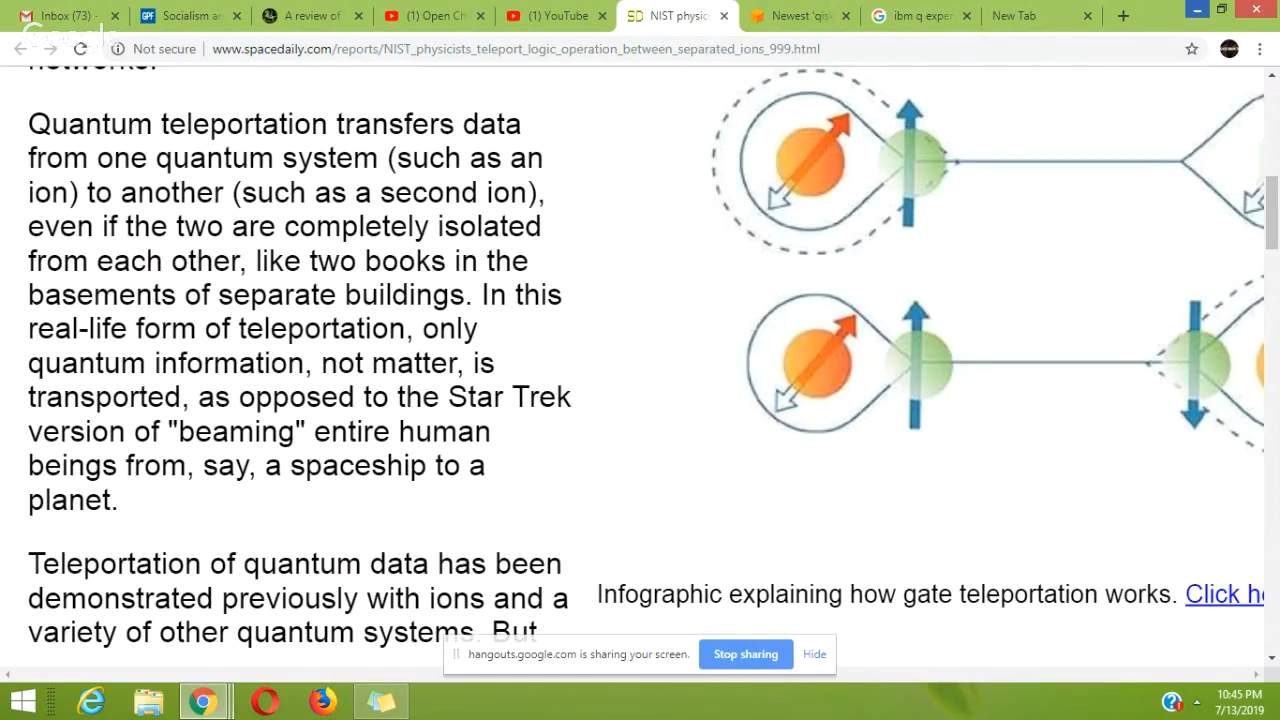 Inbox (73)
Socialism ar
A review of
(1) Open Ch
(1) YouTube
NIST physic
Newest 'qisk
ibm q exper
New Tab
Google
Not secure
www.spacedaily.com/reports/NIST_physicists_teleport_logic_operation_between_separated_ions_999.html
networks.
Quantum teleportation transfers data
from one quantum system (such as an
ion) to another (such as a second ion),
even if the two are completely isolated
from each other, like two books in the
basements of separate buildings. In this
real-life form of teleportation, only
quantum information, not matter, is
transported, as opposed to the Star Trek
version of "beaming" entire human
beings from, say, a spaceship to a
planet.
Teleportation of quantum data has been
demonstrated previously with ions and a
variety of other quantum systems. But
Infographic explaining how gate teleportation works. Click he
hangouts.google.com is sharing your screen.
Stop sharing
Hide
10:45 PM
7/13/2019